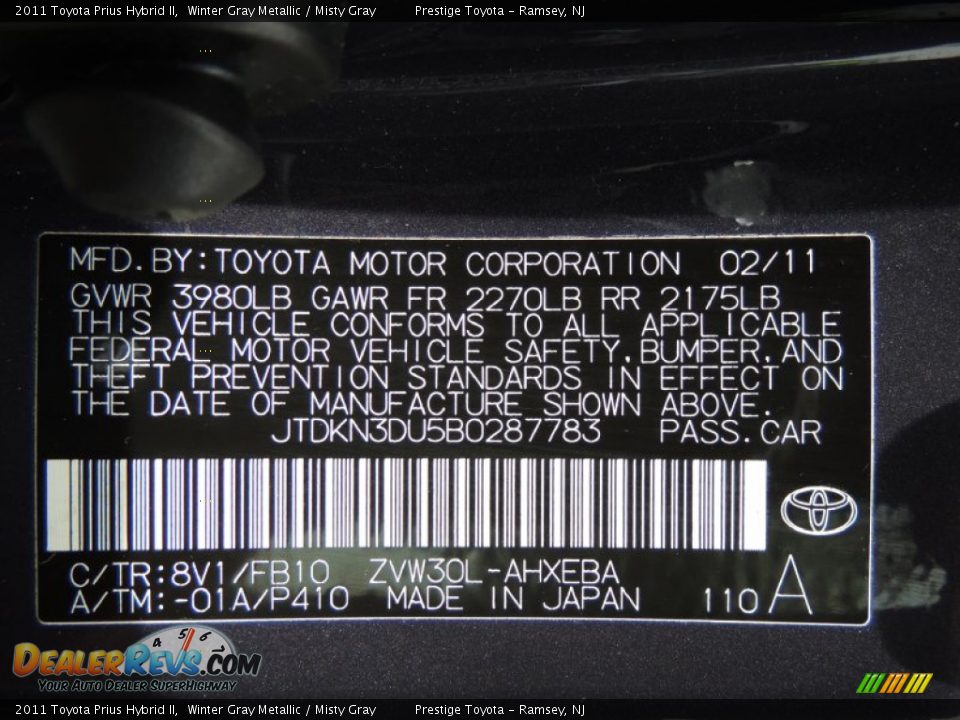 2011 Toyota Prius Hybrid II, Winter Gray Metallic / Misty Gray Prestige Toyota - Ramsey, NJ
MFD.BY:TOYOTA MOTOR CORPORATION 02/11
GVWR 3980LB GAWR FR 2270LB RR 2175LB
THIS VEHICLE CONFORMS TO ALL APPLICABLE
FEDERAL MOTOR VEHICLE SAFETY,BUMPER,AND
THEFT PREVENTION STANDARDS IN EFFECT ON
THE DATE OF MANUFACTURE SHOWN ABOVE.
JTDKN3DU5B0287783 PASS.CAR
C/TR:8V1/FB10 ZVW30L-AHXEBA
A/TM:-01A/P410 MADE IN JAPAN 110 A
4 5 6
DEALERREVS.COM
YOUR AUTO DEALER SUPERHIGHWAY
2011 Toyota Prius Hybrid II, Winter Gray Metallic / Misty Gray Prestige Toyota - Ramsey, NJ